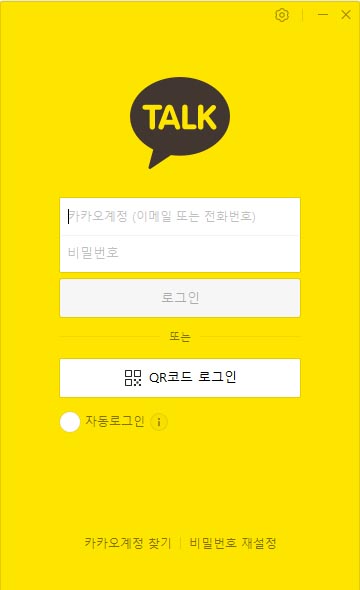 TALK
카카오계정 (이메일 또는 전화번호)
비밀번호
로그인
또는
QR코드 로그인
자동로그인
카카오계정 찾기 | 비밀번호 재설정